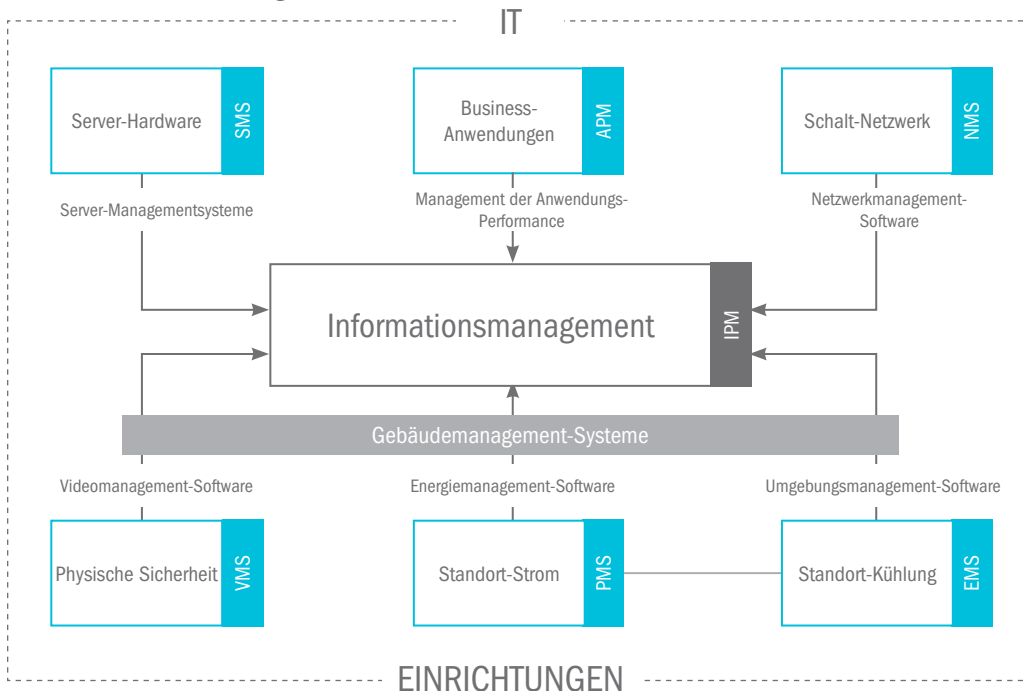 IT
Server-Hardware
SMS
Business-
Anwendungen
APM
Schalt-Netzwerk
NMS
Server-Managementsysteme
Management der Anwendungs-
Performance
Netzwerkmanagement-
Software
Informationsmanagement
IPM
Gebäudemanagement-Systeme
Videomanagement-Software
Energiemanagement-Software
Umgebungsmanagement-Software
Physische Sicherheit
VMS
Standort-Strom
PMS
Standort-Kühlung
EMS
EINRICHTUNGEN